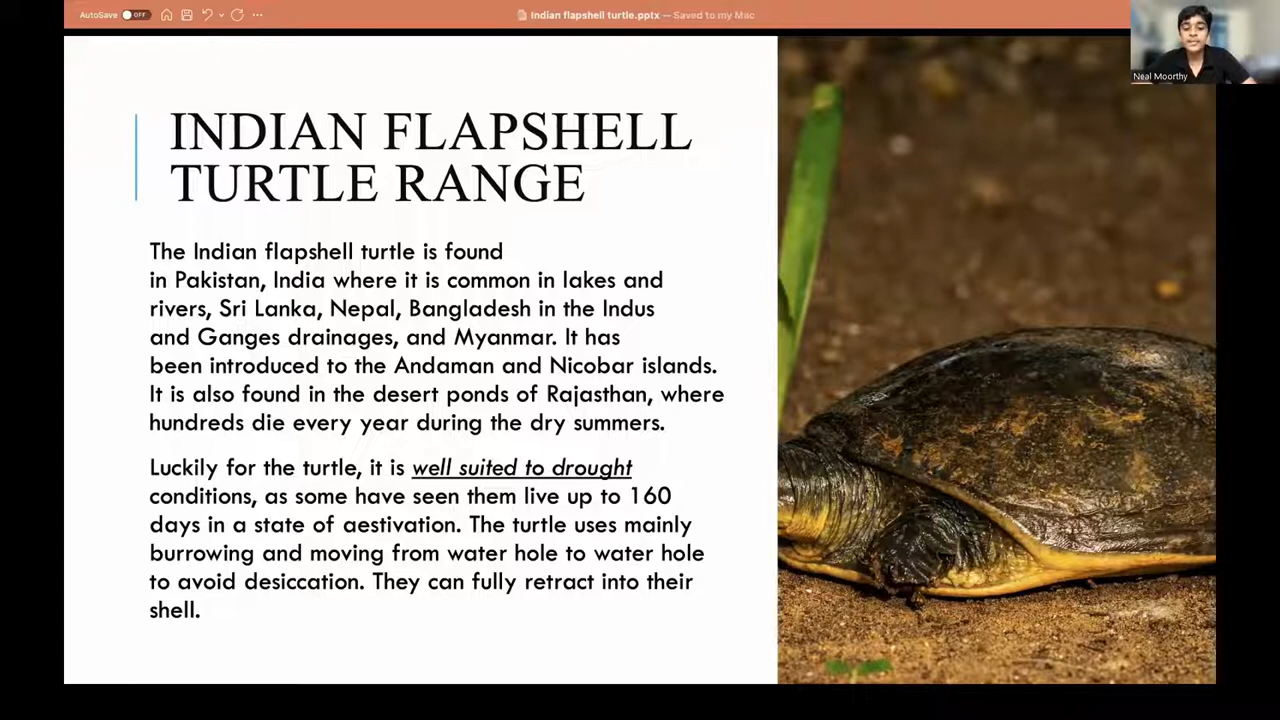 AutoSave OFF
Indian flapshell turtle.pptx — Saved to my Mac
Neal Moorthy
INDIAN FLAPSHELL
TURTLE RANGE
The Indian flapshell turtle is found
in Pakistan, India where it is common in lakes and
rivers, Sri Lanka, Nepal, Bangladesh in the Indus
and Ganges drainages, and Myanmar. It has
been introduced to the Andaman and Nicobar islands.
It is also found in the desert ponds of Rajasthan, where
hundreds die every year during the dry summers.
Luckily for the turtle, it is well suited to drought
conditions, as some have seen them live up to 160
days in a state of aestivation. The turtle uses mainly
burrowing and moving from water hole to water hole
to avoid desiccation. They can fully retract into their
shell.